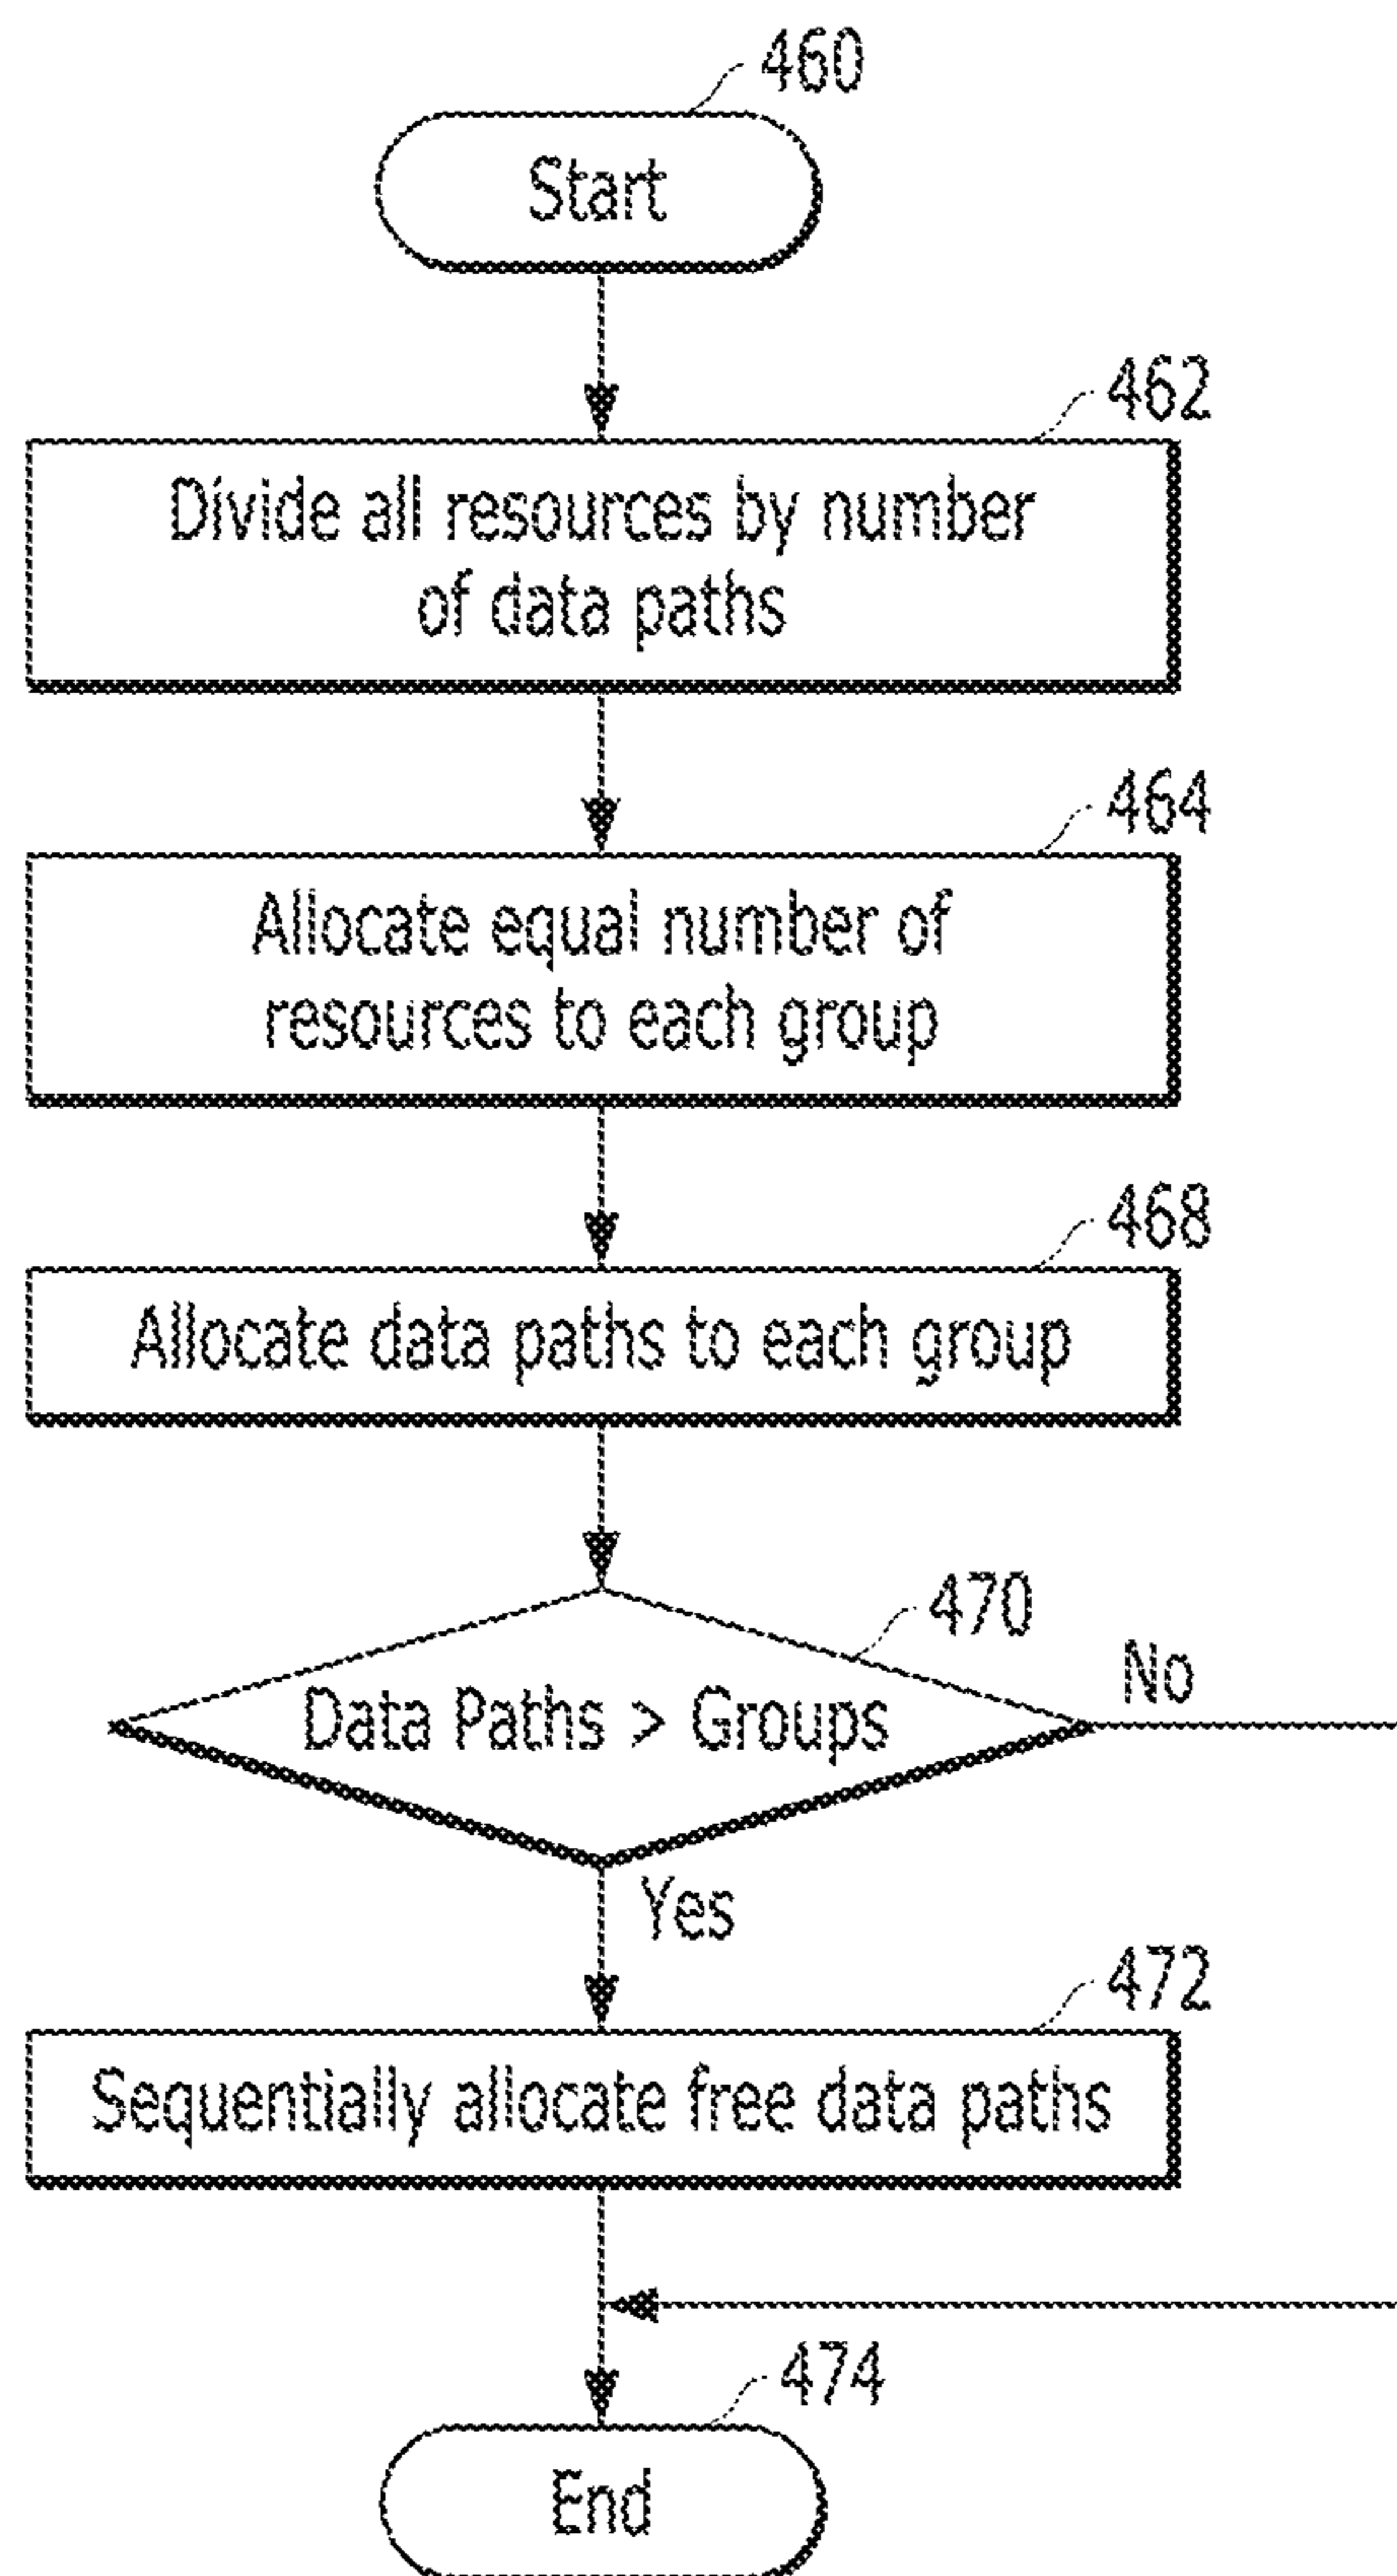 460
Start
462
Divide all resources by number
of data paths
464
Allocate equal number of
resources to each group
468
Allocate data paths to each group
470
Data Paths > Groups
No
Yes
472
Sequentially allocate free data paths
474
End